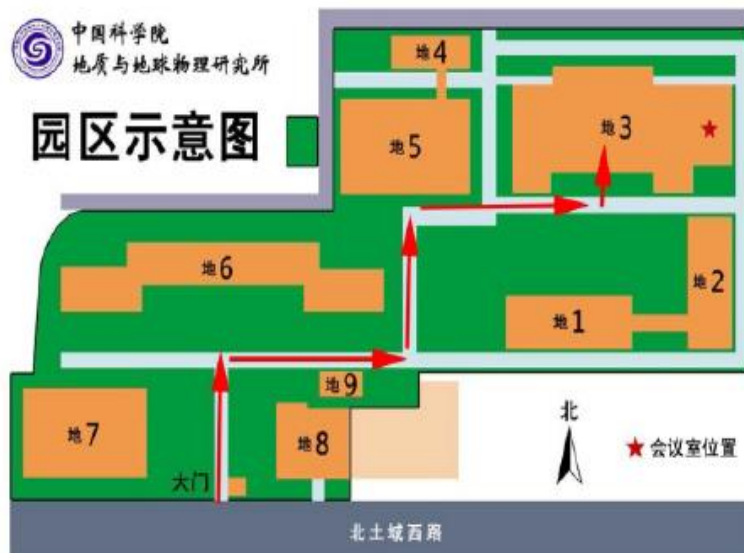 中国科学院
地质与地球物理研究所
园区示意图
地4
地5
地3
地6
地2
地1
地9
地7
地8
大门
北
★会议室位置
北土城西路